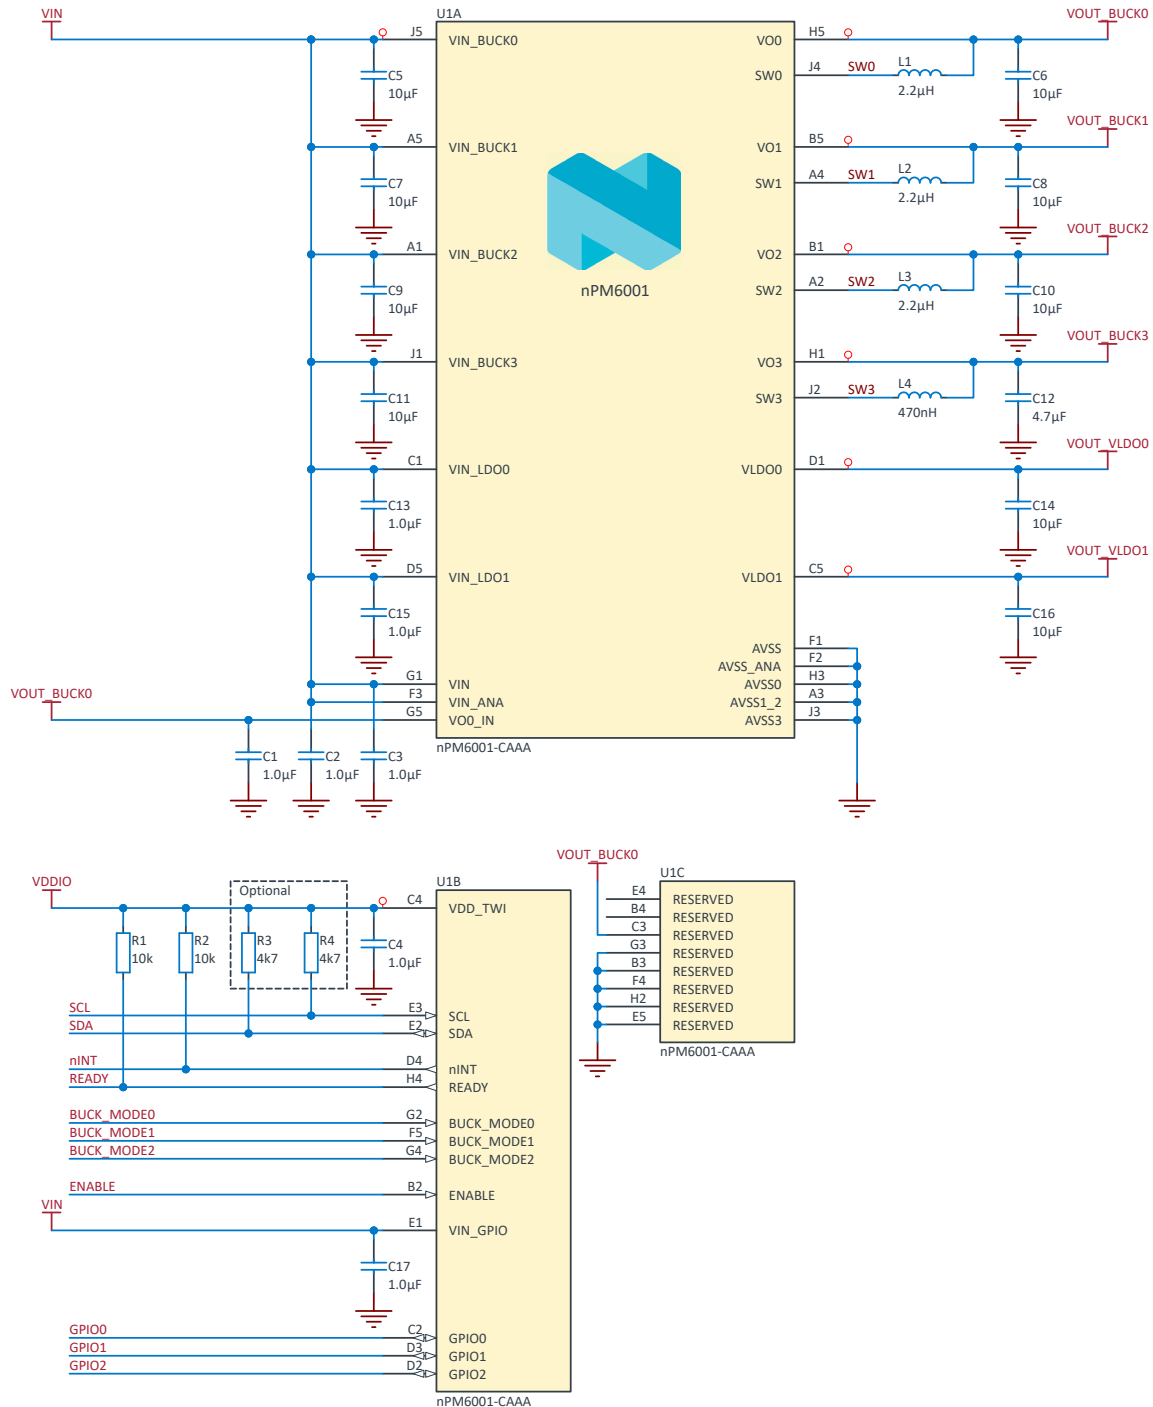 VIN
U1A
VOUT_BUCK0
J5
VIN_BUCK0
VO0
H5
C5
10µF
SW0
J4
SW0
L1
2.2µH
C6
10µF
VOUT_BUCK1
A5
VIN_BUCK1
VO1
B5
C7
10µF
SW1
A4
SW1
L2
2.2µH
C8
10µF
VOUT_BUCK2
A1
VIN_BUCK2
VO2
B1
C9
10µF
nPM6001
SW2
A2
SW2
L3
2.2µH
C10
10µF
VOUT_BUCK3
J1
VIN_BUCK3
VO3
H1
C11
10µF
SW3
J2
SW3
L4
470nH
C12
4.7µF
VOUT_VLDO0
C1
VIN_LDO0
VLDO0
D1
C13
1.0µF
C14
10µF
VOUT_VLDO1
D5
VIN_LDO1
VLDO1
C5
C15
1.0µF
C16
10µF
AVSS
F1
AVSS_ANA
F2
AVSS0
H3
AVSS1_2
A3
AVSS3
J3
G1
VIN
F3
VIN_ANA
VOUT_BUCK0
G5
VO0_IN
nPM6001-CAAA
C1
1.0µF
C2
1.0µF
C3
1.0µF
VDDIO
Optional
U1B
C4
VDD_TWI
R1
10k
R2
10k
R3
4k7
R4
4k7
C4
1.0µF
SCL
E3
SCL
SDA
E2
SDA
nINT
D4
nINT
READY
H4
READY
BUCK_MODE0
G2
BUCK_MODE0
BUCK_MODE1
F5
BUCK_MODE1
BUCK_MODE2
G4
BUCK_MODE2
ENABLE
B2
ENABLE
VIN
E1
VIN_GPIO
C17
1.0µF
GPIO0
C2
GPIO0
GPIO1
D3
GPIO1
GPIO2
D2
GPIO2
nPM6001-CAAA
VOUT_BUCK0
U1C
E4
RESERVED
B4
RESERVED
C3
RESERVED
G3
RESERVED
B3
RESERVED
F4
RESERVED
H2
RESERVED
E5
RESERVED
nPM6001-CAAA